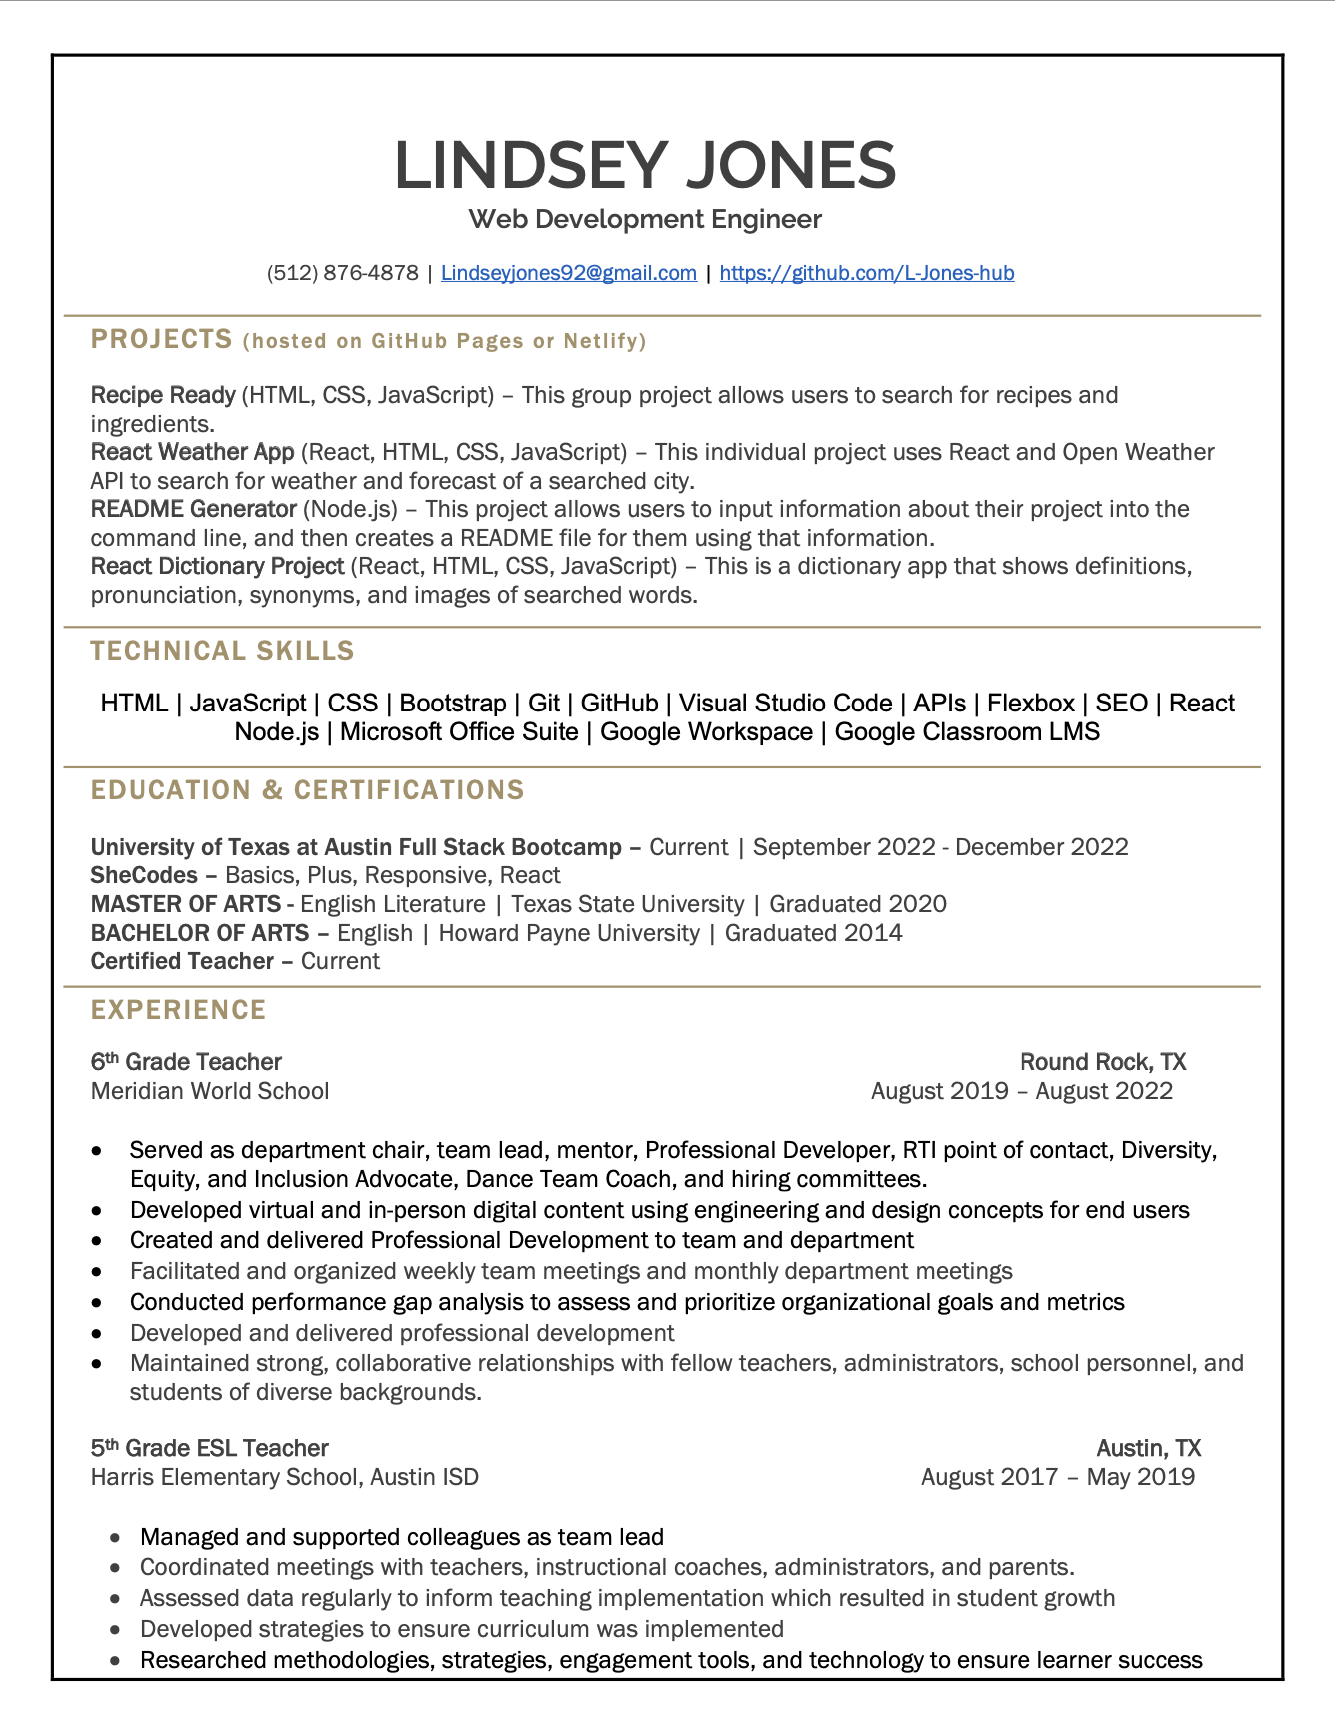 LINDSEY JONES
Web Development Engineer
(512) 876-4878 | Lindseyjones92@gmail.com | https://github.com/L-Jones-hub
PROJECTS (hosted on GitHub Pages or Netlify)
Recipe Ready (HTML, CSS, JavaScript) – This group project allows users to search for recipes and
ingredients.
React Weather App (React, HTML, CSS, JavaScript) – This individual project uses React and Open Weather
API to search for weather and forecast of a searched city.
README Generator (Node.js) – This project allows users to input information about their project into the
command line, and then creates a README file for them using that information.
React Dictionary Project (React, HTML, CSS, JavaScript) – This is a dictionary app that shows definitions,
pronunciation, synonyms, and images of searched words.
TECHNICAL SKILLS
HTML | JavaScript | CSS | Bootstrap | Git | GitHub | Visual Studio Code | APIs | Flexbox | SEO | React
Node.js | Microsoft Office Suite | Google Workspace | Google Classroom LMS
EDUCATION & CERTIFICATIONS
University of Texas at Austin Full Stack Bootcamp – Current | September 2022 - December 2022
SheCodes – Basics, Plus, Responsive, React
MASTER OF ARTS - English Literature | Texas State University | Graduated 2020
BACHELOR OF ARTS – English | Howard Payne University | Graduated 2014
Certified Teacher – Current
EXPERIENCE
6th Grade Teacher Round Rock, TX
Meridian World School August 2019 – August 2022
• Served as department chair, team lead, mentor, Professional Developer, RTI point of contact, Diversity,
Equity, and Inclusion Advocate, Dance Team Coach, and hiring committees.
• Developed virtual and in-person digital content using engineering and design concepts for end users
• Created and delivered Professional Development to team and department
• Facilitated and organized weekly team meetings and monthly department meetings
• Conducted performance gap analysis to assess and prioritize organizational goals and metrics
• Developed and delivered professional development
• Maintained strong, collaborative relationships with fellow teachers, administrators, school personnel, and
students of diverse backgrounds.
5th Grade ESL Teacher Austin, TX
Harris Elementary School, Austin ISD August 2017 – May 2019
• Managed and supported colleagues as team lead
• Coordinated meetings with teachers, instructional coaches, administrators, and parents.
• Assessed data regularly to inform teaching implementation which resulted in student growth
• Developed strategies to ensure curriculum was implemented
• Researched methodologies, strategies, engagement tools, and technology to ensure learner success